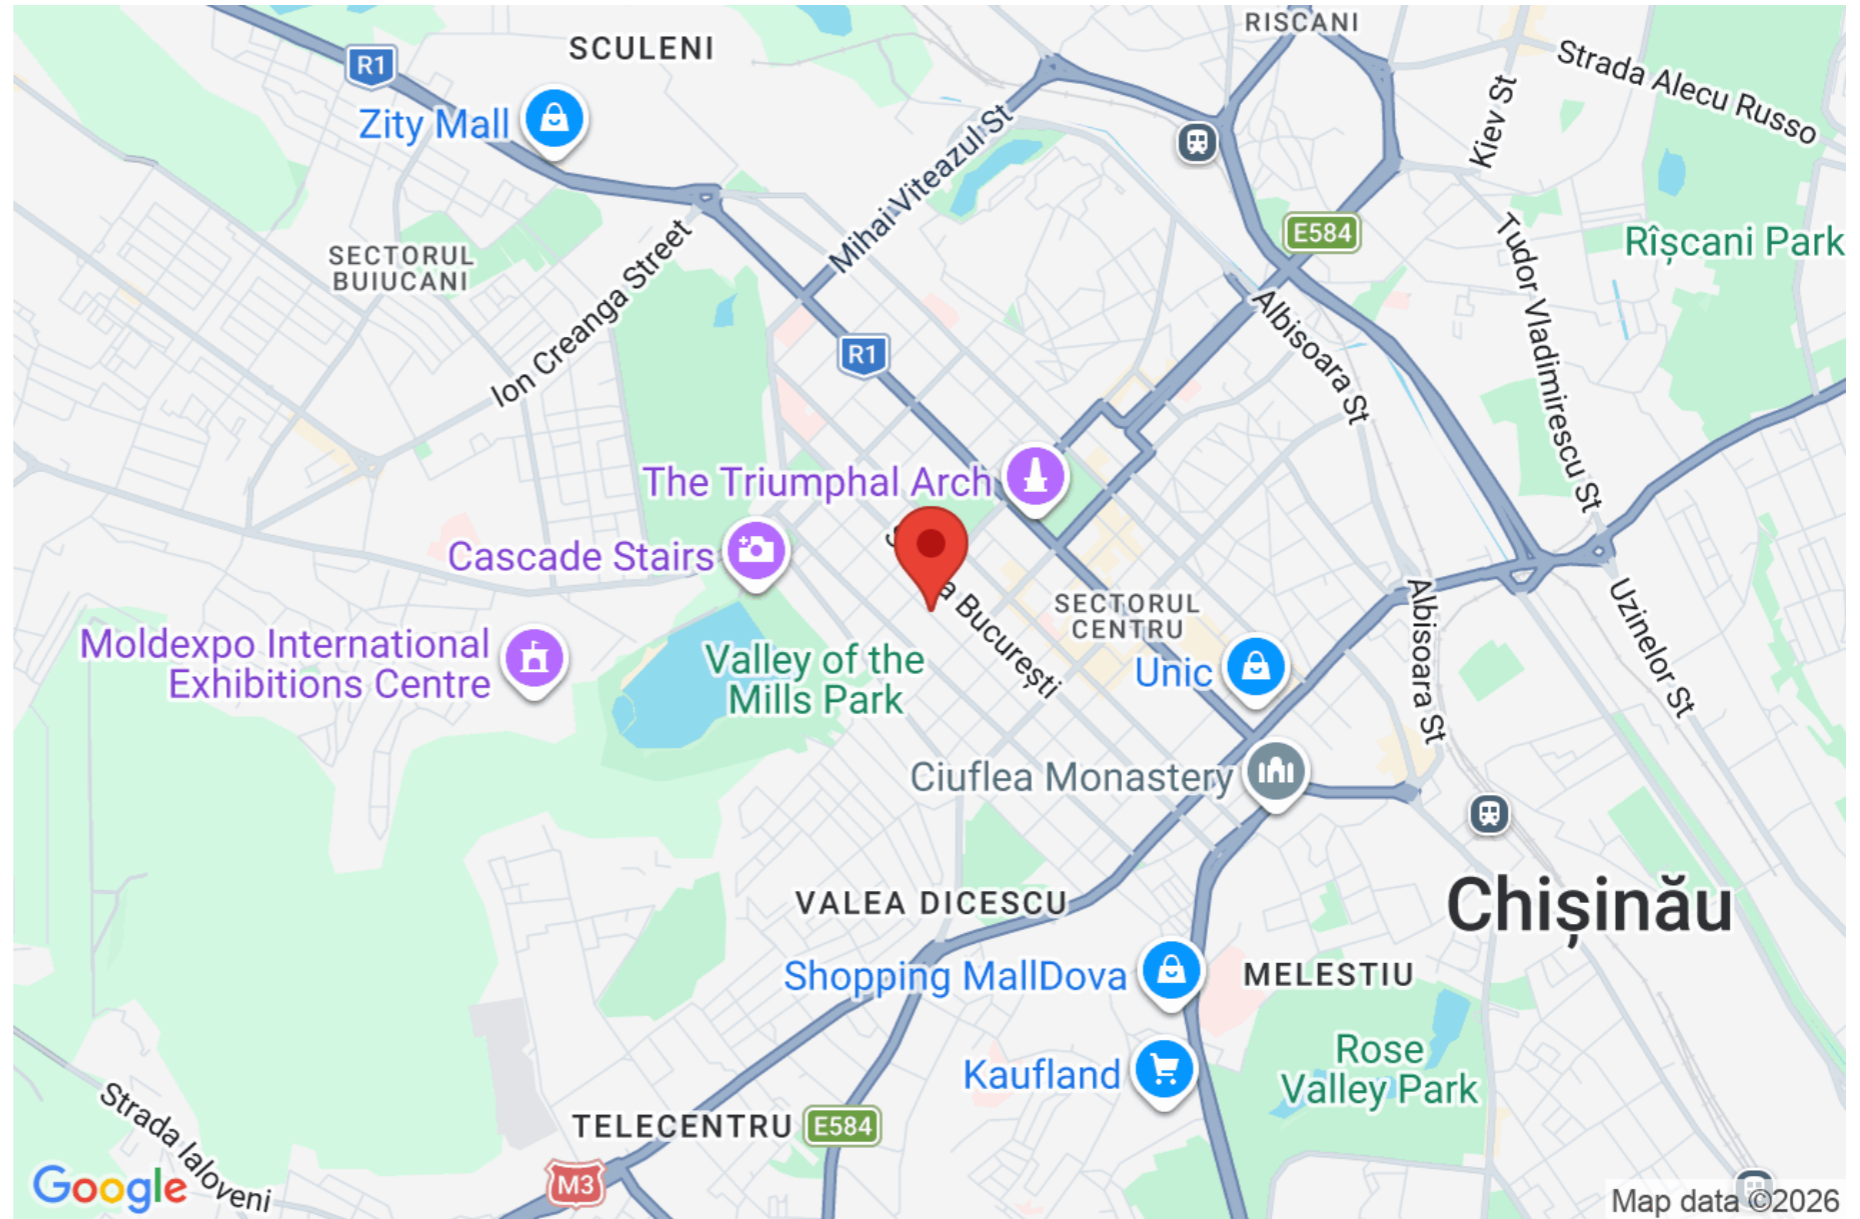 RISCANI
SCULENI
R1
Strada Alecu Russo
Zity Mall
Kiev St
Mihai Viteazul St
E584
Rîșcani Park
SECTORUL
BUIUCANI
Ion Creanga Street
Tudor Vladimirescu St
Albisoara St
R1
The Triumphal Arch
Cascade Stairs
București
SECTORUL
CENTRU
Albisoara St
Uzinelor St
Moldexpo International
Exhibitions Centre
Valley of the
Mills Park
Unic
Ciuflea Monastery
Chișinău
VALEA DICESCU
Shopping MallDova
MELESTIU
Rose
Valley Park
Kaufland
Strada Ialoveni
TELECENTRU
E584
M3
Google
Map data ©2026